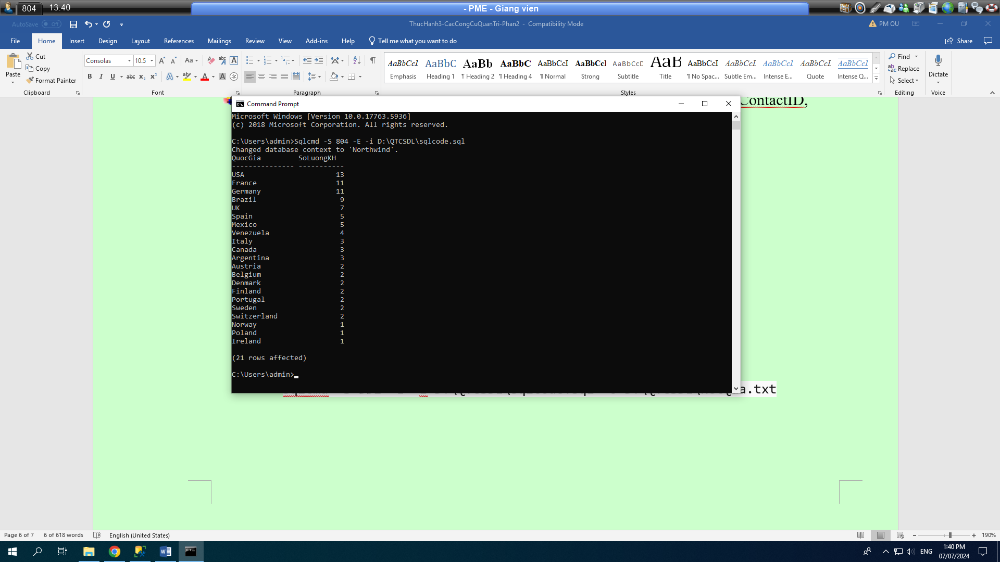 804 13:40 - PME - Giang vien
AutoSave Off ThucHanh3-CacCongCuQuanTri-Phan2 - Compatibility Mode PM OU
File Home Insert Design Layout References Mailings Review View Add-ins Help Tell me what you want to do Share
Paste
Cut
Copy
Format Painter
Clipboard
Consolas 10.5 Aa
B I U abc x₂ x²
Font
Paragraph
AaBbCcI AaBbC AaBb AaBbC AaBbCcI AaBbCcI AaBbCcD AaB AaBbCcI AaBbCcI AaBbCcI AaBbCcI AaBbCcI
Emphasis Heading 1 ¶ Heading 2 ¶ Heading 4 ¶ Normal Strong Subtitle Title ¶ No Spac... Subtle Em... Intense E... Quote Intense Q...
Styles
Find
Replace
Select
Editing
Dictate
Voice
ContactID,
Command Prompt
Microsoft Windows [Version 10.0.17763.5936]
(c) 2018 Microsoft Corporation. All rights reserved.
C:\Users\admin>Sqlcmd -S 804 -E -i D:\QTCSDL\sqlcode.sql
Changed database context to 'Northwind'.
QuocGia SoLuongKH
--------------- -----------
USA 13
France 11
Germany 11
Brazil 9
UK 7
Spain 5
Mexico 5
Venezuela 4
Italy 3
Canada 3
Argentina 3
Austria 2
Belgium 2
Denmark 2
Finland 2
Portugal 2
Sweden 2
Switzerland 2
Norway 1
Poland 1
Ireland 1
(21 rows affected)
C:\Users\admin>
a.txt
Page 6 of 7 6 of 618 words English (United States) 190%
ENG 1:40 PM
07/07/2024